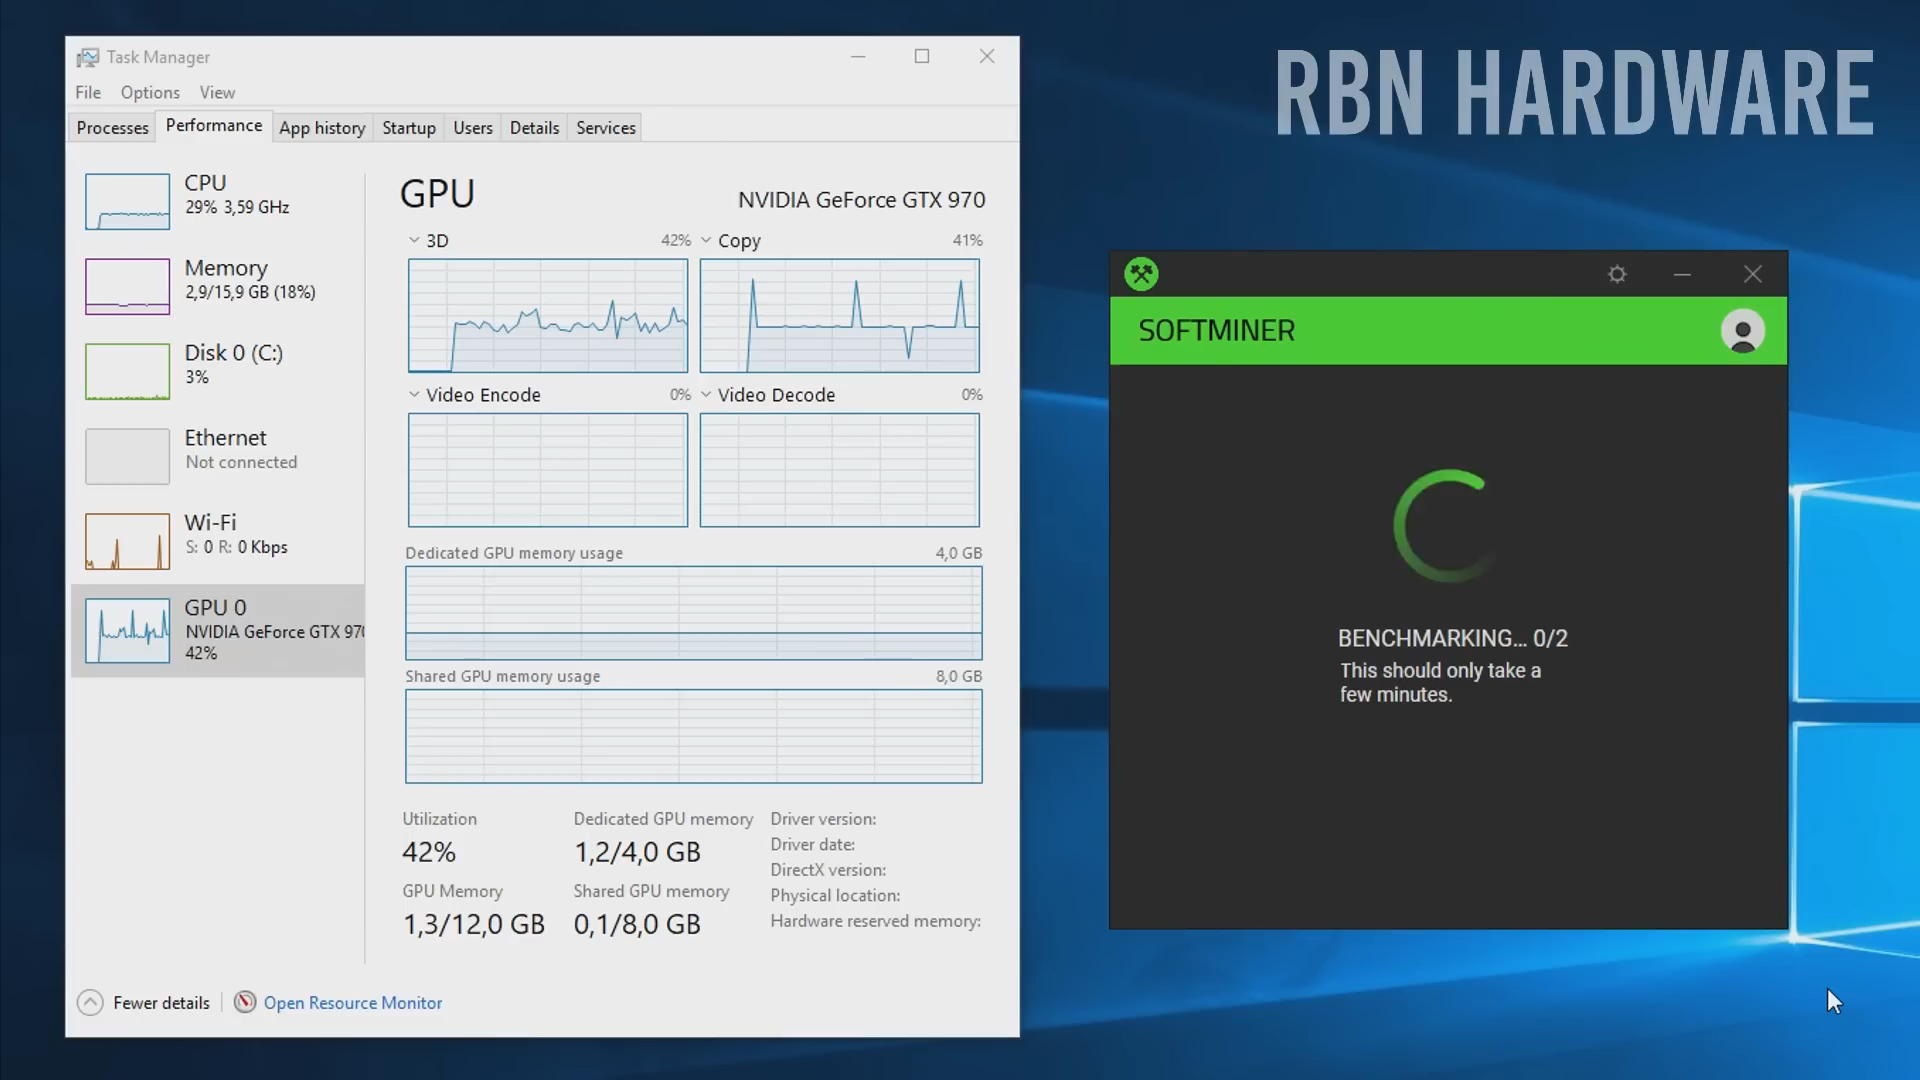 RBN HARDWARE
Task Manager
File Options View
Processes Performance App history Startup Users Details Services
CPU
29% 3,59 GHz
Memory
2,9/15,9 GB (18%)
Disk 0 (C:)
3%
Ethernet
Not connected
Wi-Fi
S: 0 R: 0 Kbps
GPU 0
NVIDIA GeForce GTX 970
42%
GPU NVIDIA GeForce GTX 970
3D 42% Copy 41%
Video Encode 0% Video Decode 0%
Dedicated GPU memory usage 4,0 GB
Shared GPU memory usage 8,0 GB
Utilization
42%
Dedicated GPU memory
1,2/4,0 GB
GPU Memory
1,3/12,0 GB
Shared GPU memory
0,1/8,0 GB
Driver version:
Driver date:
DirectX version:
Physical location:
Hardware reserved memory:
Fewer details Open Resource Monitor
SOFTMINER
BENCHMARKING... 0/2
This should only take a
few minutes.